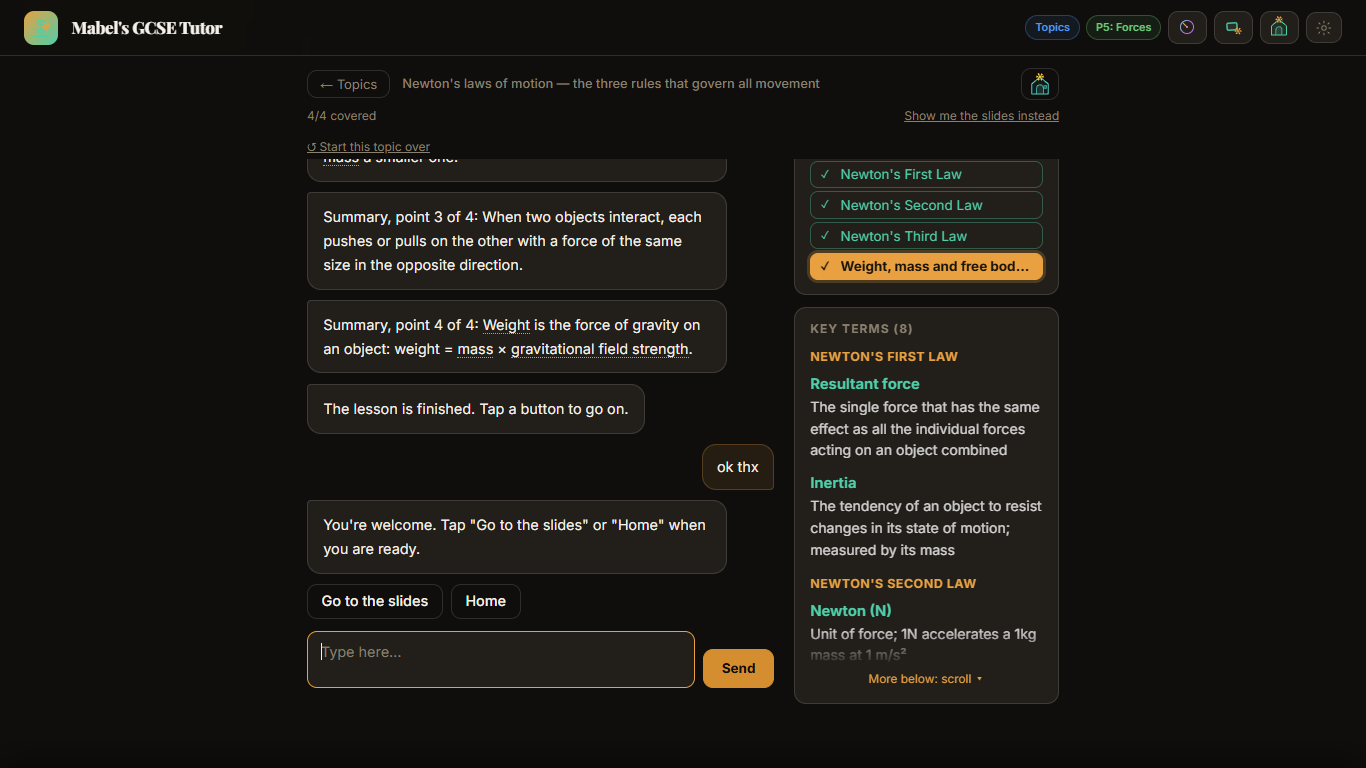 Mabel's GCSE Tutor
Topics
P5: Forces
← Topics
Newton's laws of motion — the three rules that govern all movement
4/4 covered
Show me the slides instead
↺ Start this topic over
mass a smaller one.
Summary, point 3 of 4: When two objects interact, each
pushes or pulls on the other with a force of the same
size in the opposite direction.
Summary, point 4 of 4: Weight is the force of gravity on
an object: weight = mass × gravitational field strength.
The lesson is finished. Tap a button to go on.
ok thx
You're welcome. Tap "Go to the slides" or "Home" when
you are ready.
Go to the slides
Home
Type here...
Send
✓ Newton's First Law
✓ Newton's Second Law
✓ Newton's Third Law
✓ Weight, mass and free bod...
KEY TERMS (8)
NEWTON'S FIRST LAW
Resultant force
The single force that has the same
effect as all the individual forces
acting on an object combined
Inertia
The tendency of an object to resist
changes in its state of motion;
measured by its mass
NEWTON'S SECOND LAW
Newton (N)
Unit of force; 1N accelerates a 1kg
mass at 1 m/s²
More below: scroll ▾